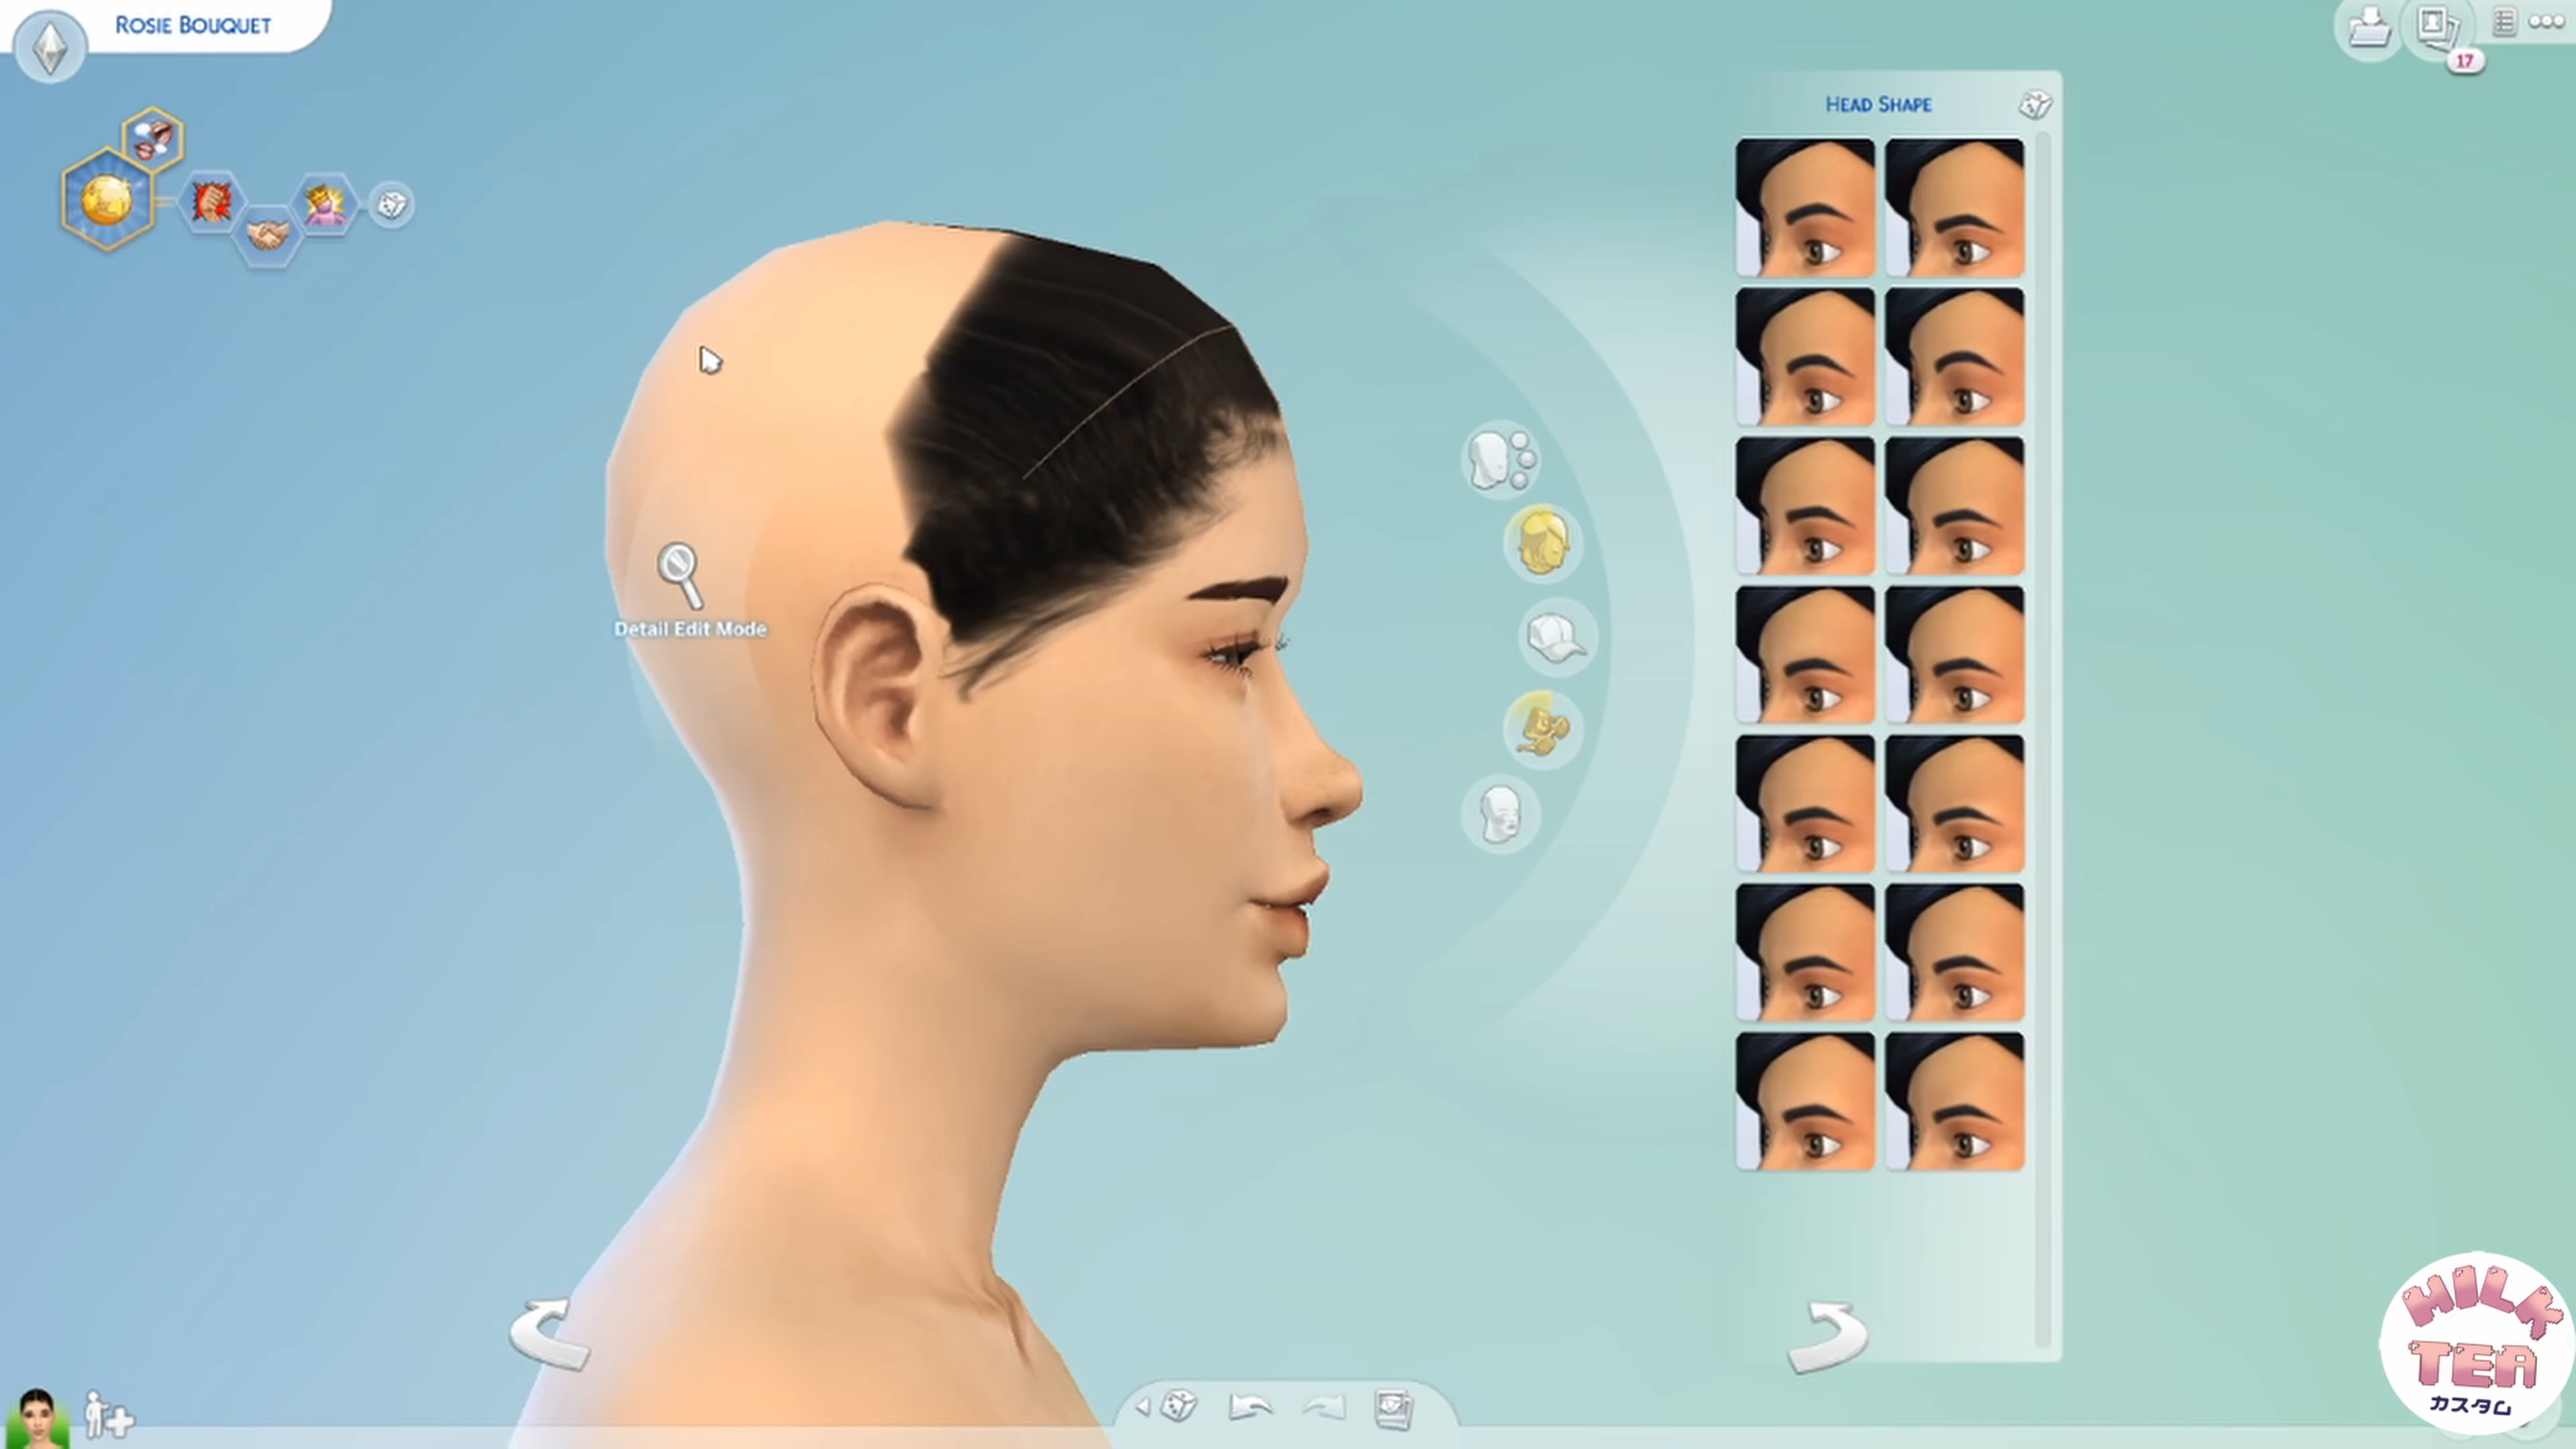 ROSIE BOUQUET
17
HEAD SHAPE
Detail Edit Mode
MILK
TEA
カスタム